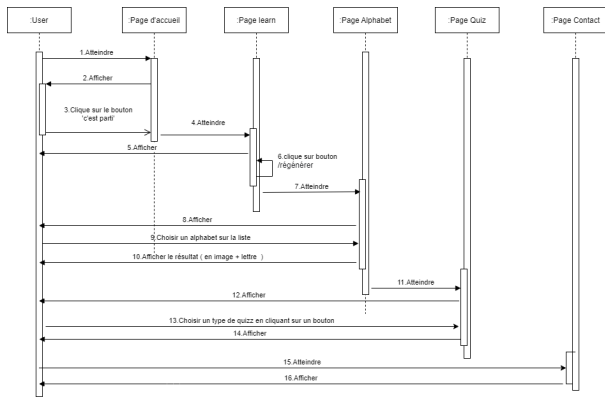 :User
:Page d'accueil
:Page learn
:Page Alphabet
:Page Quiz
:Page Contact
1.Atteindre
2.Afficher
3.Clique sur le bouton
'c'est parti'
4.Atteindre
5.Afficher
6.clique sur bouton
/régénérer
7.Atteindre
8.Afficher
9.Choisir un alphabet sur la liste
10.Afficher le résultat ( en image + lettre )
11.Atteindre
12.Afficher
13.Choisir un type de quizz en cliquant sur un bouton
14.Afficher
15.Atteindre
16.Afficher